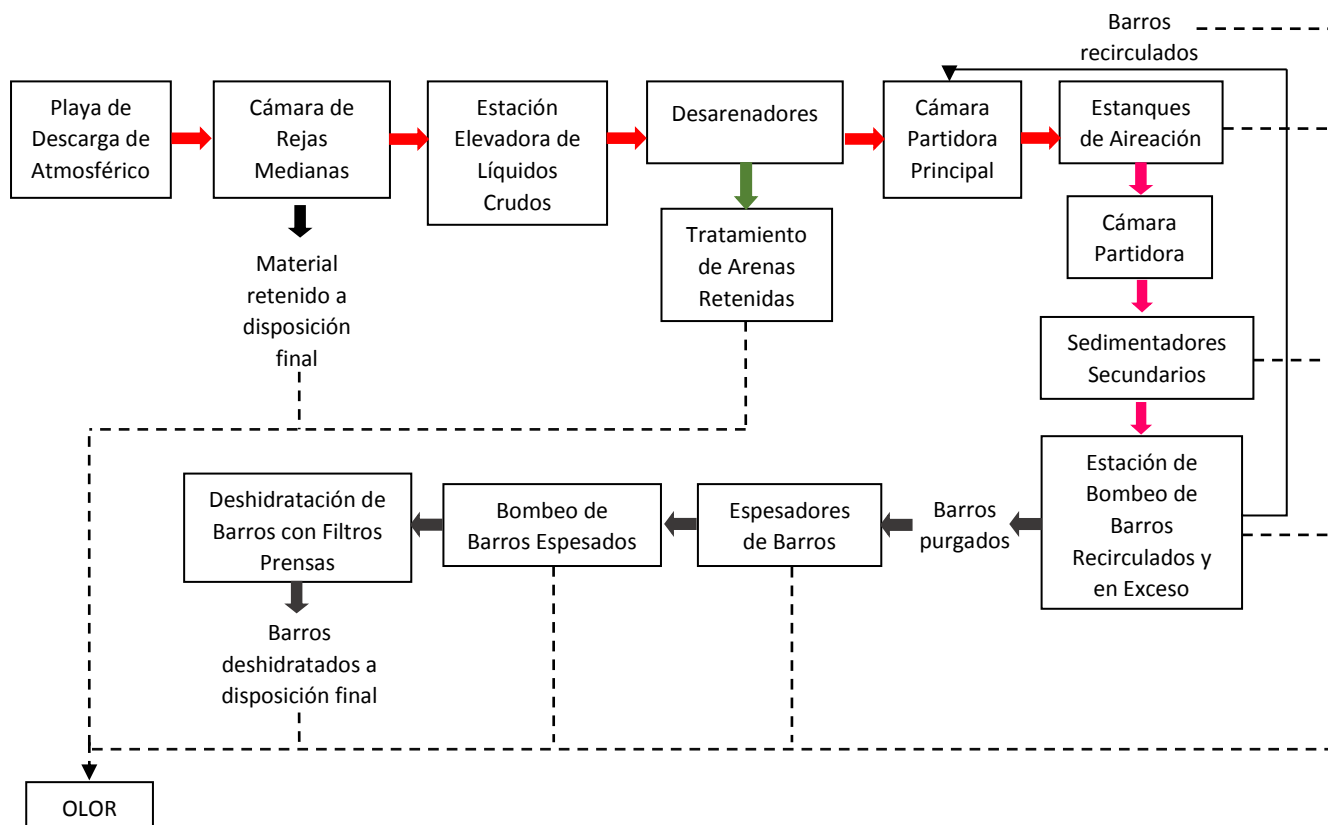 Barros
recirculados
Playa de
Descarga de
Atmosférico
Cámara de
Rejas
Medianas
Estación
Elevadora de
Líquidos
Crudos
Desarenadores
Cámara
Partidora
Principal
Estanques
de Aireación
Material
retenido a
disposición
final
Tratamiento
de Arenas
Retenidas
Cámara
Partidora
Sedimentadores
Secundarios
Estación de
Bombeo de
Barros
Recirculados y
en Exceso
Barros
purgados
Espesadores
de Barros
Bombeo de
Barros Espesados
Deshidratación de
Barros con Filtros
Prensas
Barros
deshidratados a
disposición final
OLOR